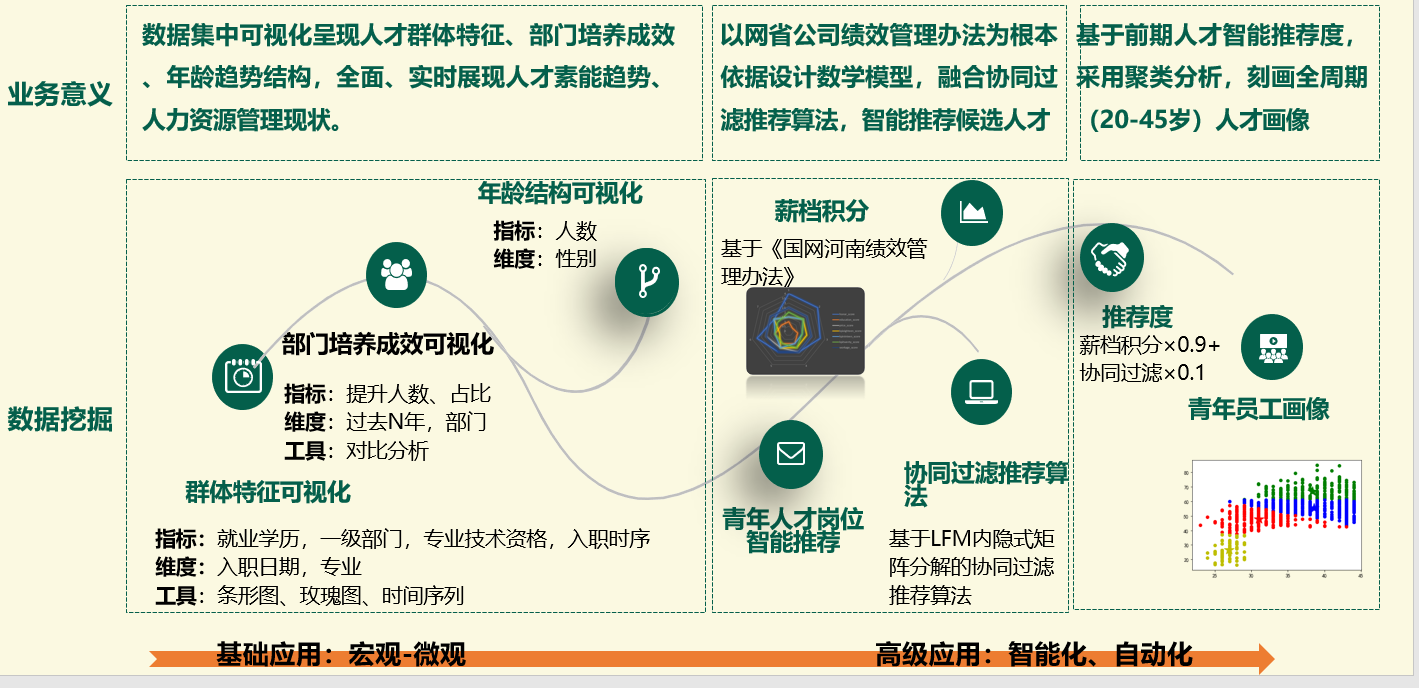 业务意义
数据集中可视化呈现人才群体特征、部门培养成效
、年龄趋势结构，全面、实时展现人才素能趋势、
人力资源管理现状。
以网省公司绩效管理办法为根本
依据设计数学模型，融合协同过
滤推荐算法，智能推荐候选人才
基于前期人才智能推荐度，
采用聚类分析，刻画全周期
（20-45岁）人才画像
数据挖掘
年龄结构可视化
指标：人数
维度：性别
部门培养成效可视化
指标：提升人数、占比
维度：过去N年，部门
工具：对比分析
群体特征可视化
指标：就业学历，一级部门，专业技术资格，入职时序
维度：入职日期，专业
工具：条形图、玫瑰图、时间序列
薪档积分
基于《国网河南绩效管
理办法》
青年人才岗位
智能推荐
协同过滤推荐算
法
基于LFM内隐式矩
阵分解的协同过滤
推荐算法
推荐度
薪档积分×0.9+
协同过滤×0.1
青年员工画像
80
70
60
50
40
30
20
25 30 35 40 45
基础应用：宏观-微观
高级应用：智能化、自动化